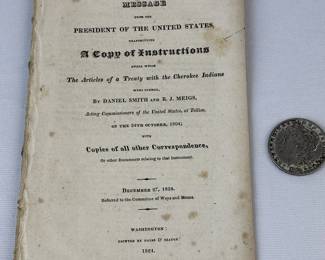 MESSAGE
FROM THE
PRESIDENT OF THE UNITED STATES,
TRANSMITTING
A Copy of Instructions
UNDER WHICH
The Articles of a Treaty with the Cherokee Indians
WERE FORMED,
BY DANIEL SMITH AND R. J. MEIGS,
Acting Commissioners of the United States, at Tellico,
ON THE 24TH OCTOBER, 1804;
WITH
Copies of all other Correspondence,
Or other Documents relating to that Instrument.
DECEMBER 27, 1824.
Referred to the Committee of Ways and Means.
WASHINGTON:
PRINTED BY GALES & SEATON
1824.